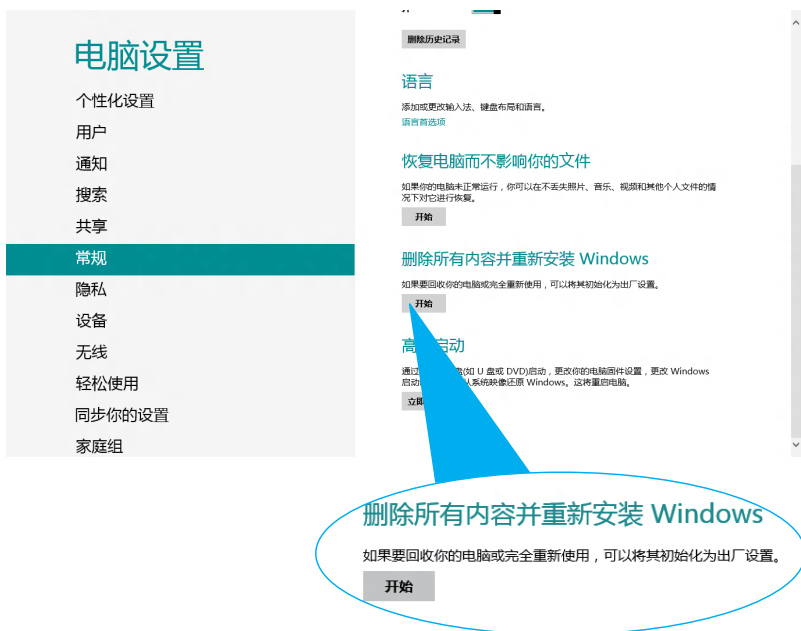 电脑设置
个性化设置
用户
通知
搜索
共享
常规
隐私
设备
无线
轻松使用
同步你的设置
家庭组
删除历史记录
语言
添加或更改输入法、键盘布局和语言。
语言首选项
恢复电脑而不影响你的文件
如果你的电脑未正常运行，你可以在不丢失照片、音乐、视频和其他个人文件的情
况下对它进行恢复。
开始
删除所有内容并重新安装 Windows
如果要回收你的电脑或完全重新使用，可以将其初始化为出厂设置。
开始
高 启动
通过 (如 U 盘或 DVD)启动，更改你的电脑固件设置，更改 Windows
启动 从系统映像还原 Windows。这将重启电脑。
立即
删除所有内容并重新安装 Windows
如果要回收你的电脑或完全重新使用，可以将其初始化为出厂设置。
开始